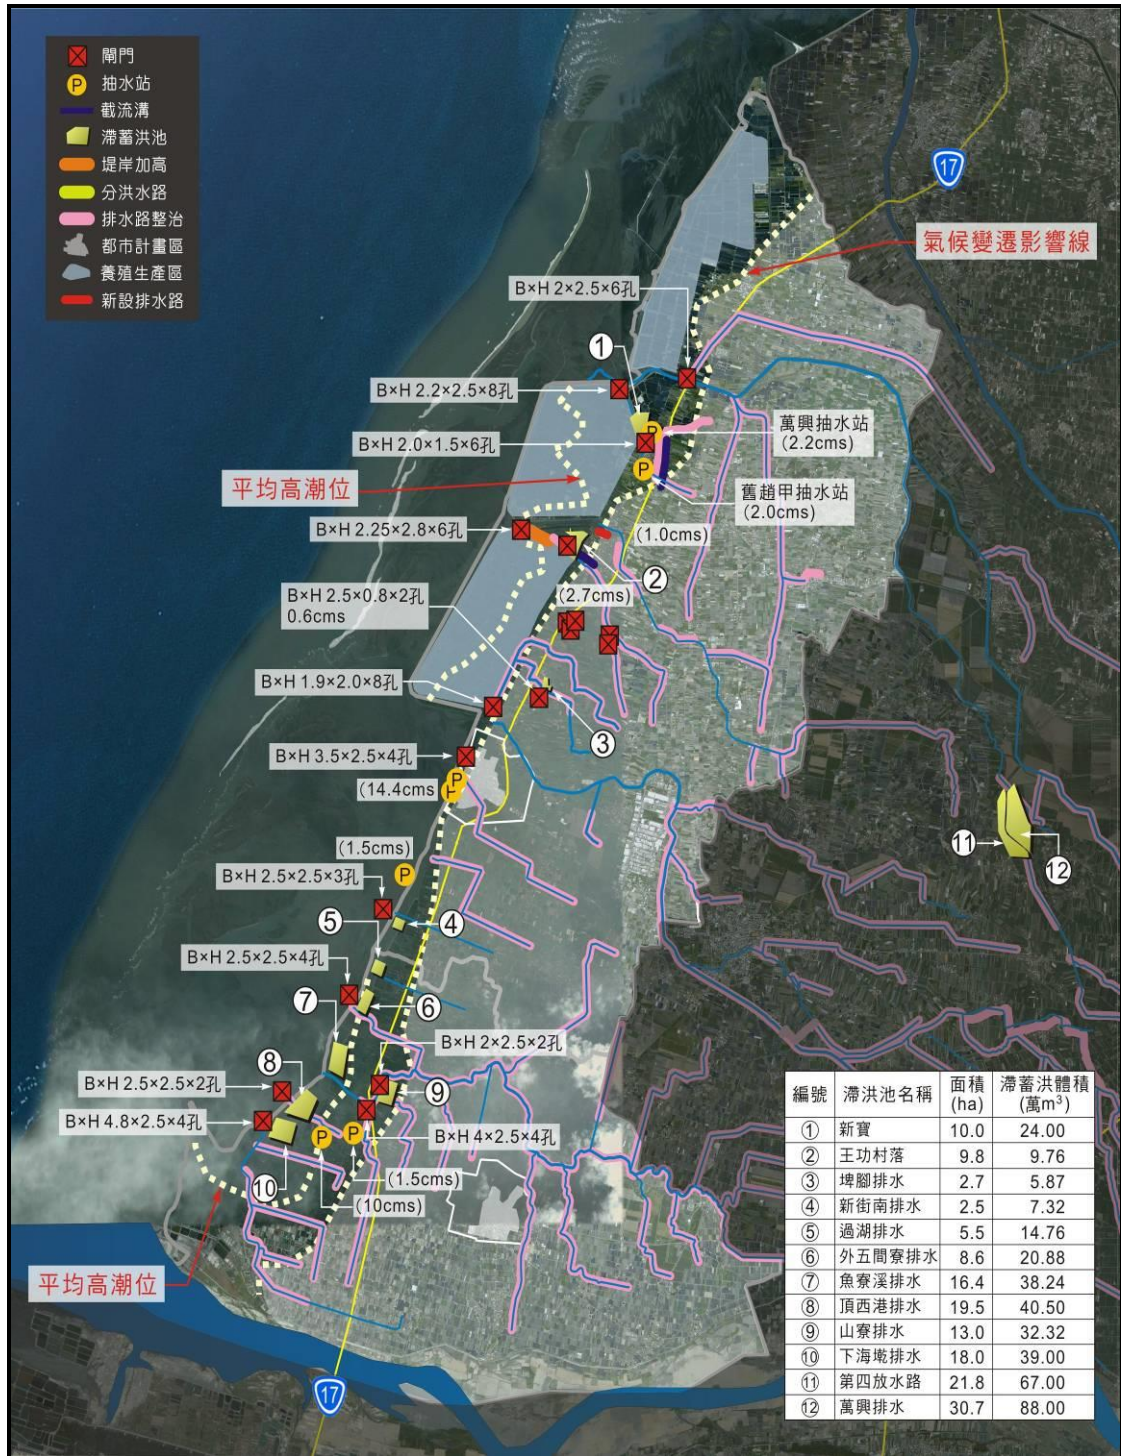 閘門
抽水站
截流溝
滯蓄洪池
堤岸加高
分洪水路
排水路整治
都市計畫區
養殖生產區
新設排水路
17
氣候變遷影響線
B×H 2×2.5×6孔
①
B×H 2.2×2.5×8孔
萬興抽水站
(2.2cms)
B×H 2.0×1.5×6孔
P
P
平均高潮位
舊趙甲抽水站
(2.0cms)
B×H 2.25×2.8×6孔
(1.0cms)
②
B×H 2.5×0.8×2孔
0.6cms
(2.7cms)
B×H 1.9×2.0×8孔
③
B×H 3.5×2.5×4孔
P
(14.4cms
(1.5cms)
P
B×H 2.5×2.5×3孔
⑤
④
B×H 2.5×2.5×4孔
⑦
⑥
B×H 2×2.5×2孔
⑧
B×H 2.5×2.5×2孔
⑨
B×H 4.8×2.5×4孔
P
P
B×H 4×2.5×4孔
⑩
(1.5cms)
(10cms)
平均高潮位
17
⑪
⑫
編號 滯洪池名稱 面積(ha) 滯蓄洪體積(萬m³)
① 新寶 10.0 24.00
② 王功村落 9.8 9.76
③ 埤腳排水 2.7 5.87
④ 新街南排水 2.5 7.32
⑤ 過湖排水 5.5 14.76
⑥ 外五間寮排水 8.6 20.88
⑦ 魚寮溪排水 16.4 38.24
⑧ 頂西港排水 19.5 40.50
⑨ 山寮排水 13.0 32.32
⑩ 下海墘排水 18.0 39.00
⑪ 第四放水路 21.8 67.00
⑫ 萬興排水 30.7 88.00